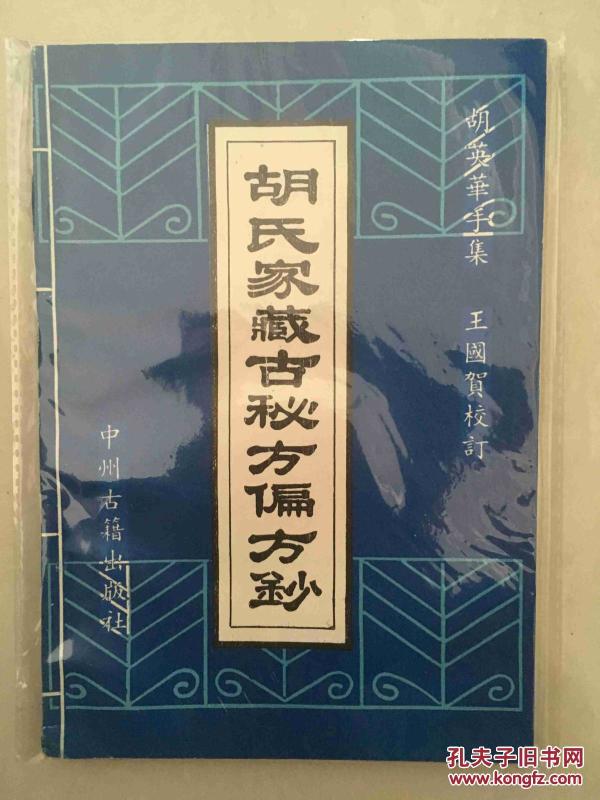 胡英華手集 王國賀校訂
胡氏家藏古秘方偏方鈔
中州古籍出版社
孔夫子旧书网
www.kongfz.com